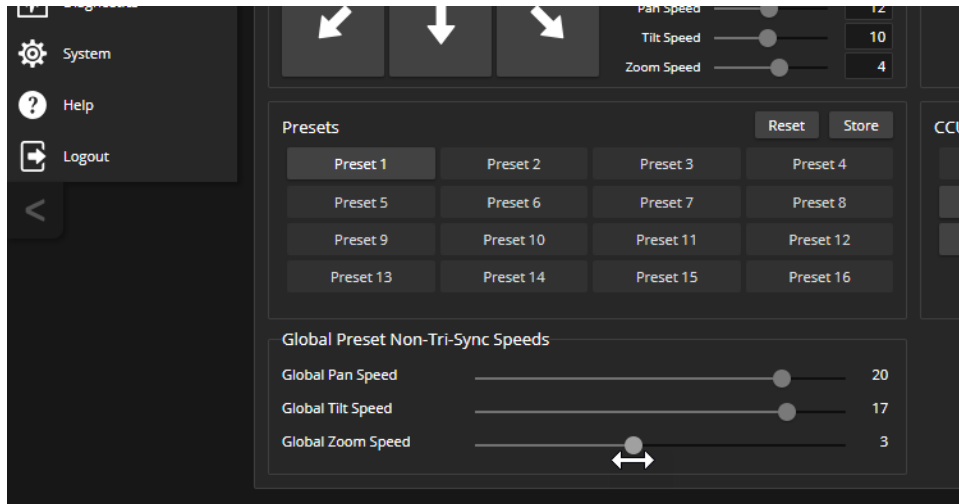 Diagnostics
System
Help
Logout
<
Pan Speed 12
Tilt Speed 10
Zoom Speed 4
Presets Reset Store
Preset 1 Preset 2 Preset 3 Preset 4
Preset 5 Preset 6 Preset 7 Preset 8
Preset 9 Preset 10 Preset 11 Preset 12
Preset 13 Preset 14 Preset 15 Preset 16
Global Preset Non-Tri-Sync Speeds
Global Pan Speed 20
Global Tilt Speed 17
Global Zoom Speed 3